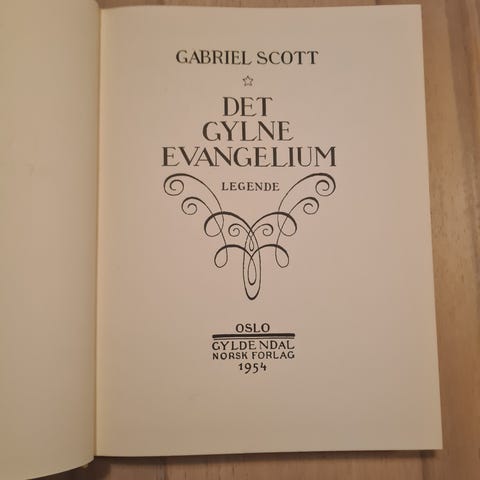 GABRIEL SCOTT
DET
GYLNE
EVANGELIUM
LEGENDE
OSLO
GYLDENDAL
NORSK FORLAG
1954